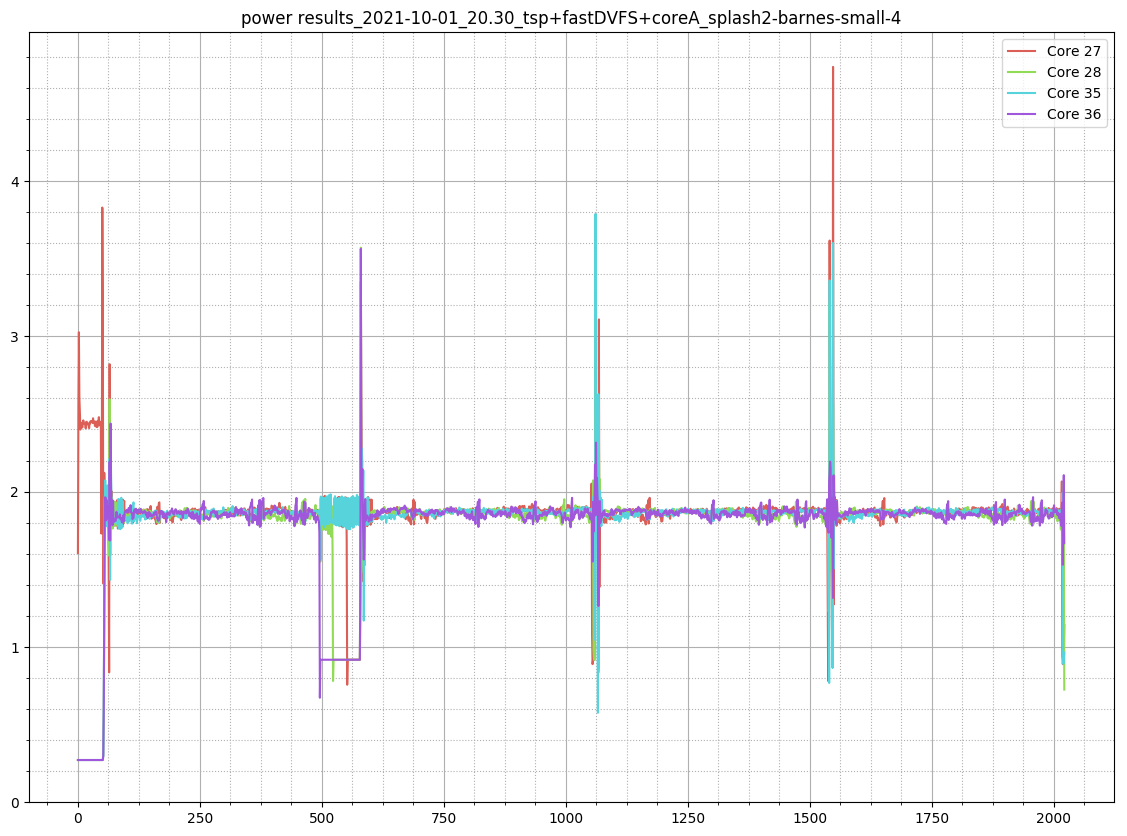 power results_2021-10-01_20.30_tsp+fastDVFS+coreA_splash2-barnes-small-4
Core 27
Core 28
Core 35
Core 36
4
3
2
1
0
0 250 500 750 1000 1250 1500 1750 2000